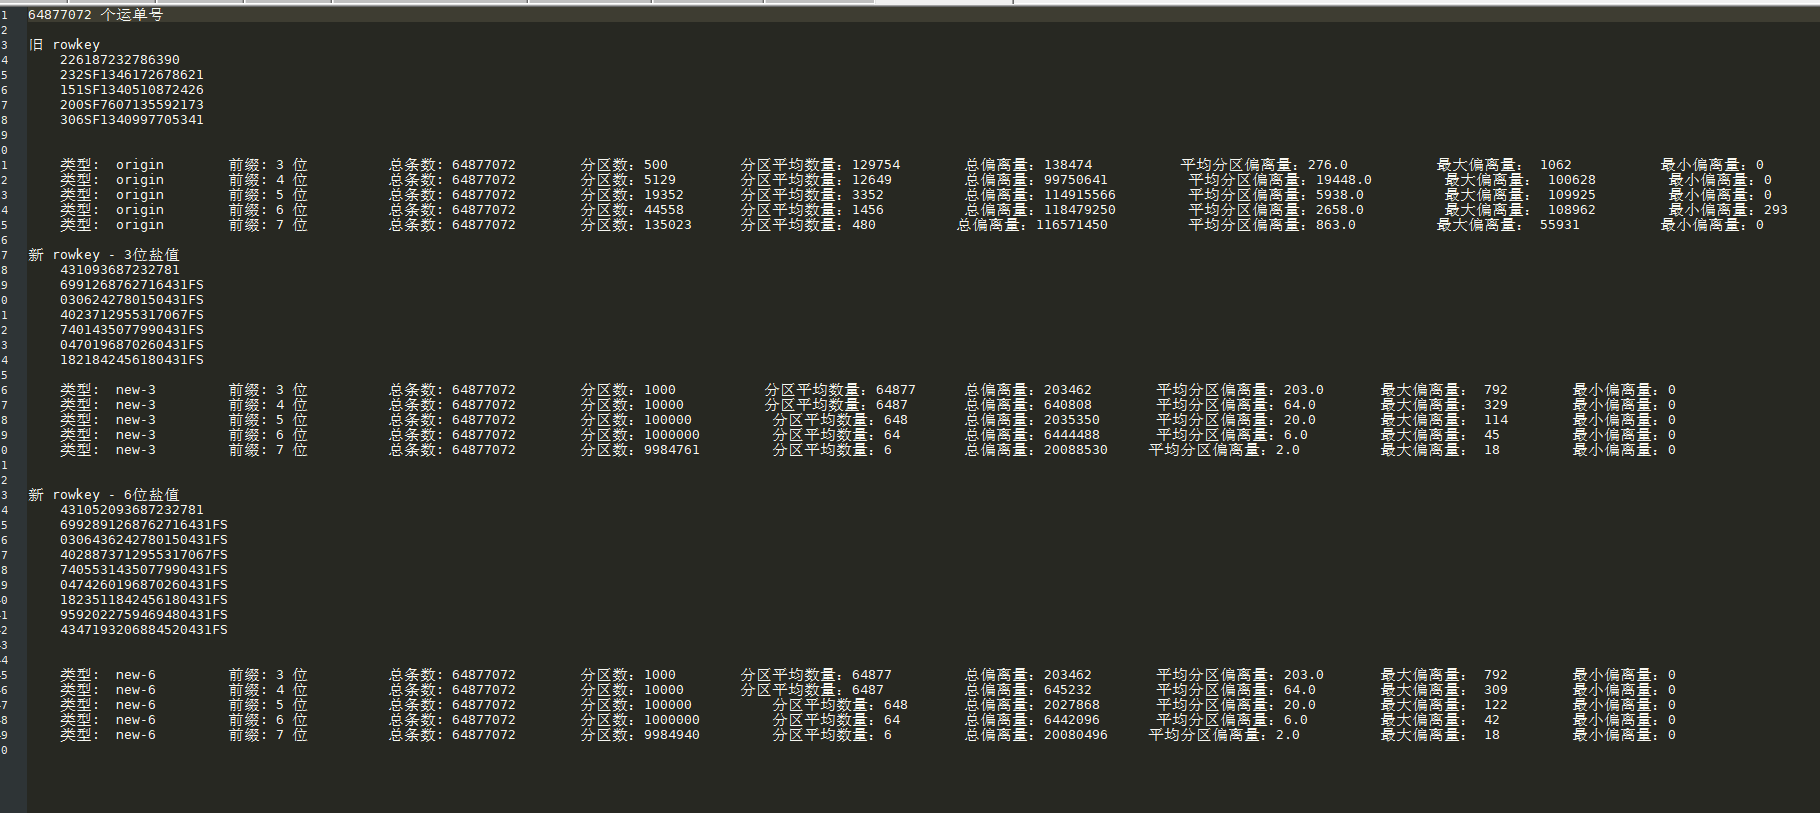 1 64877072 个运单号
2
3 旧 rowkey
4 226187232786390
5 232SF1346172678621
6 151SF1340510872426
7 200SF7607135592173
8 306SF1340997705341
9
0
1 类型: origin 前缀: 3 位 总条数: 64877072 分区数: 500 分区平均数量: 129754 总偏离量: 138474 平均分区偏离量: 276.0 最大偏离量: 1062 最小偏离量: 0
2 类型: origin 前缀: 4 位 总条数: 64877072 分区数: 5129 分区平均数量: 12649 总偏离量: 99750641 平均分区偏离量: 19448.0 最大偏离量: 100628 最小偏离量: 0
3 类型: origin 前缀: 5 位 总条数: 64877072 分区数: 19352 分区平均数量: 3352 总偏离量: 114915566 平均分区偏离量: 5938.0 最大偏离量: 109925 最小偏离量: 0
4 类型: origin 前缀: 6 位 总条数: 64877072 分区数: 44558 分区平均数量: 1456 总偏离量: 118479250 平均分区偏离量: 2658.0 最大偏离量: 108962 最小偏离量: 293
5 类型: origin 前缀: 7 位 总条数: 64877072 分区数: 135023 分区平均数量: 480 总偏离量: 116571450 平均分区偏离量: 863.0 最大偏离量: 55931 最小偏离量: 0
6
7 新 rowkey - 3位盐值
8 431093687232781
9 6991268762716431FS
0 0306242780150431FS
1 4023712955317067FS
2 7401435077990431FS
3 0470196870260431FS
4 1821842456180431FS
5
6 类型: new-3 前缀: 3 位 总条数: 64877072 分区数: 1000 分区平均数量: 64877 总偏离量: 203462 平均分区偏离量: 203.0 最大偏离量: 792 最小偏离量: 0
7 类型: new-3 前缀: 4 位 总条数: 64877072 分区数: 10000 分区平均数量: 6487 总偏离量: 640808 平均分区偏离量: 64.0 最大偏离量: 329 最小偏离量: 0
8 类型: new-3 前缀: 5 位 总条数: 64877072 分区数: 100000 分区平均数量: 648 总偏离量: 2035350 平均分区偏离量: 20.0 最大偏离量: 114 最小偏离量: 0
9 类型: new-3 前缀: 6 位 总条数: 64877072 分区数: 1000000 分区平均数量: 64 总偏离量: 6444488 平均分区偏离量: 6.0 最大偏离量: 45 最小偏离量: 0
0 类型: new-3 前缀: 7 位 总条数: 64877072 分区数: 9984761 分区平均数量: 6 总偏离量: 20088530 平均分区偏离量: 2.0 最大偏离量: 18 最小偏离量: 0
1
2
3 新 rowkey - 6位盐值
4 431052093687232781
5 6992891268762716431FS
6 0306436242780150431FS
7 4028873712955317067FS
8 7405531435077990431FS
9 0474260196870260431FS
0 1823511842456180431FS
1 9592022759469480431FS
2 4347193206884520431FS
3
4
5 类型: new-6 前缀: 3 位 总条数: 64877072 分区数: 1000 分区平均数量: 64877 总偏离量: 203462 平均分区偏离量: 203.0 最大偏离量: 792 最小偏离量: 0
6 类型: new-6 前缀: 4 位 总条数: 64877072 分区数: 10000 分区平均数量: 6487 总偏离量: 645232 平均分区偏离量: 64.0 最大偏离量: 309 最小偏离量: 0
7 类型: new-6 前缀: 5 位 总条数: 64877072 分区数: 100000 分区平均数量: 648 总偏离量: 2027868 平均分区偏离量: 20.0 最大偏离量: 122 最小偏离量: 0
8 类型: new-6 前缀: 6 位 总条数: 64877072 分区数: 1000000 分区平均数量: 64 总偏离量: 6442096 平均分区偏离量: 6.0 最大偏离量: 42 最小偏离量: 0
9 类型: new-6 前缀: 7 位 总条数: 64877072 分区数: 9984940 分区平均数量: 6 总偏离量: 20080496 平均分区偏离量: 2.0 最大偏离量: 18 最小偏离量: 0
0